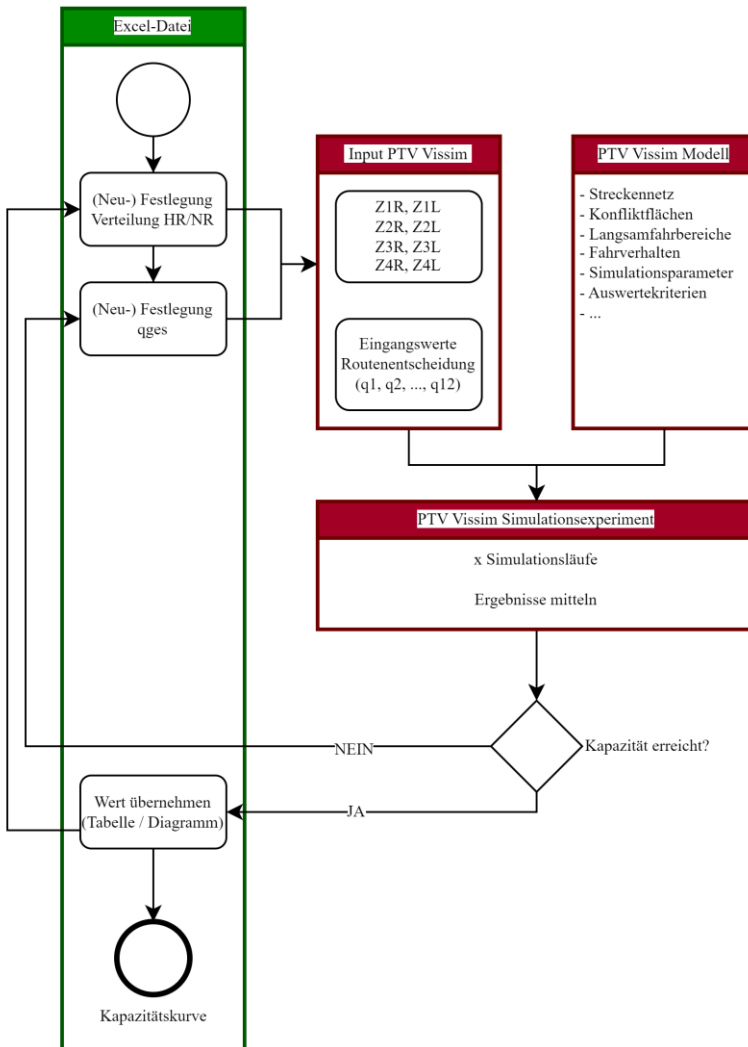 Excel-Datei
(Neu-) Festlegung
Verteilung HR/NR
(Neu-) Festlegung
qges
Input PTV Vissim
Z1R, Z1L
Z2R, Z2L
Z3R, Z3L
Z4R, Z4L
Eingangswerte
Routenentscheidung
(q1, q2, ..., q12)
PTV Vissim Modell
- Streckennetz
- Konfliktflächen
- Langsamfahrbereiche
- Fahrverhalten
- Simulationsparameter
- Auswertekriterien
- ...
PTV Vissim Simulationsexperiment
x Simulationsläufe
Ergebnisse mitteln
Kapazität erreicht?
NEIN
JA
Wert übernehmen
(Tabelle / Diagramm)
Kapazitätskurve